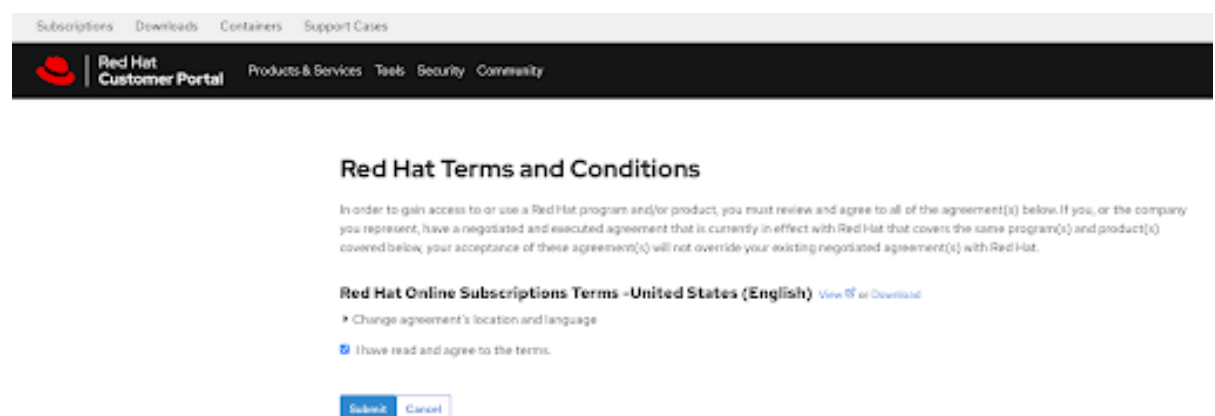 Subscriptions Downloads Containers Support Cases
Red Hat
Customer Portal
Products & Services Tools Security Community
Red Hat Terms and Conditions
In order to gain access to or use a Red Hat program and/or product, you must review and agree to all of the agreement(s) below. If you, or the company
you represent, have a negotiated and executed agreement that is currently in effect with Red Hat that covers the same program(s) and product(s)
covered below, your acceptance of these agreement(s) will not override your existing negotiated agreement(s) with Red Hat.
Red Hat Online Subscriptions Terms -United States (English) View or Download
Change agreement's location and language
I have read and agree to the terms.
Submit Cancel